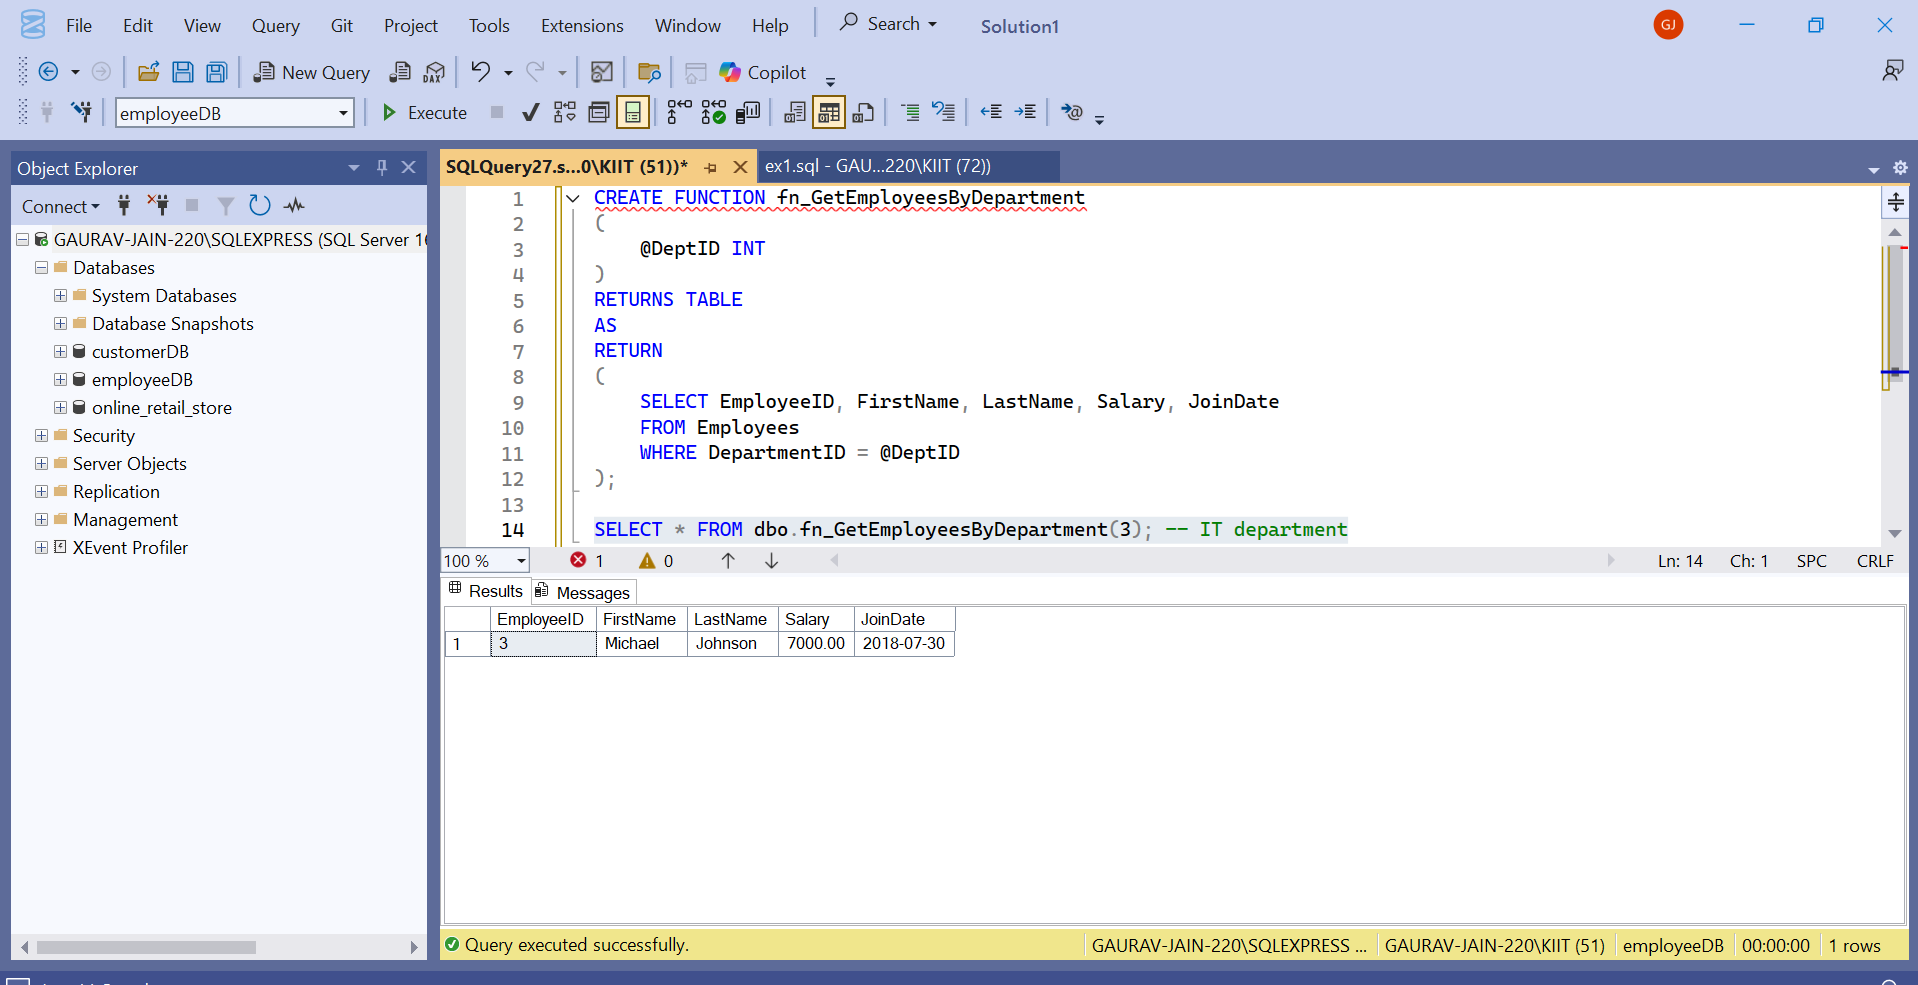 File Edit View Query Git Project Tools Extensions Window Help Search Solution1 GJ
New Query DAX Copilot
employeeDB Execute
Object Explorer
Connect
GAURAV-JAIN-220\SQLEXPRESS (SQL Server 16
Databases
System Databases
Database Snapshots
customerDB
employeeDB
online_retail_store
Security
Server Objects
Replication
Management
XEvent Profiler
SQLQuery27.s...0\KIIT (51))* ex1.sql - GAU...220\KIIT (72))
1 CREATE FUNCTION fn_GetEmployeesByDepartment
2 (
3 @DeptID INT
4 )
5 RETURNS TABLE
6 AS
7 RETURN
8 (
9 SELECT EmployeeID, FirstName, LastName, Salary, JoinDate
10 FROM Employees
11 WHERE DepartmentID = @DeptID
12 );
13
14 SELECT * FROM dbo.fn_GetEmployeesByDepartment(3); -- IT department
100 % 1 0 Ln: 14 Ch: 1 SPC CRLF
Results Messages
EmployeeID FirstName LastName Salary JoinDate
1 3 Michael Johnson 7000.00 2018-07-30
Query executed successfully. GAURAV-JAIN-220\SQLEXPRESS ... GAURAV-JAIN-220\KIIT (51) employeeDB 00:00:00 1 rows